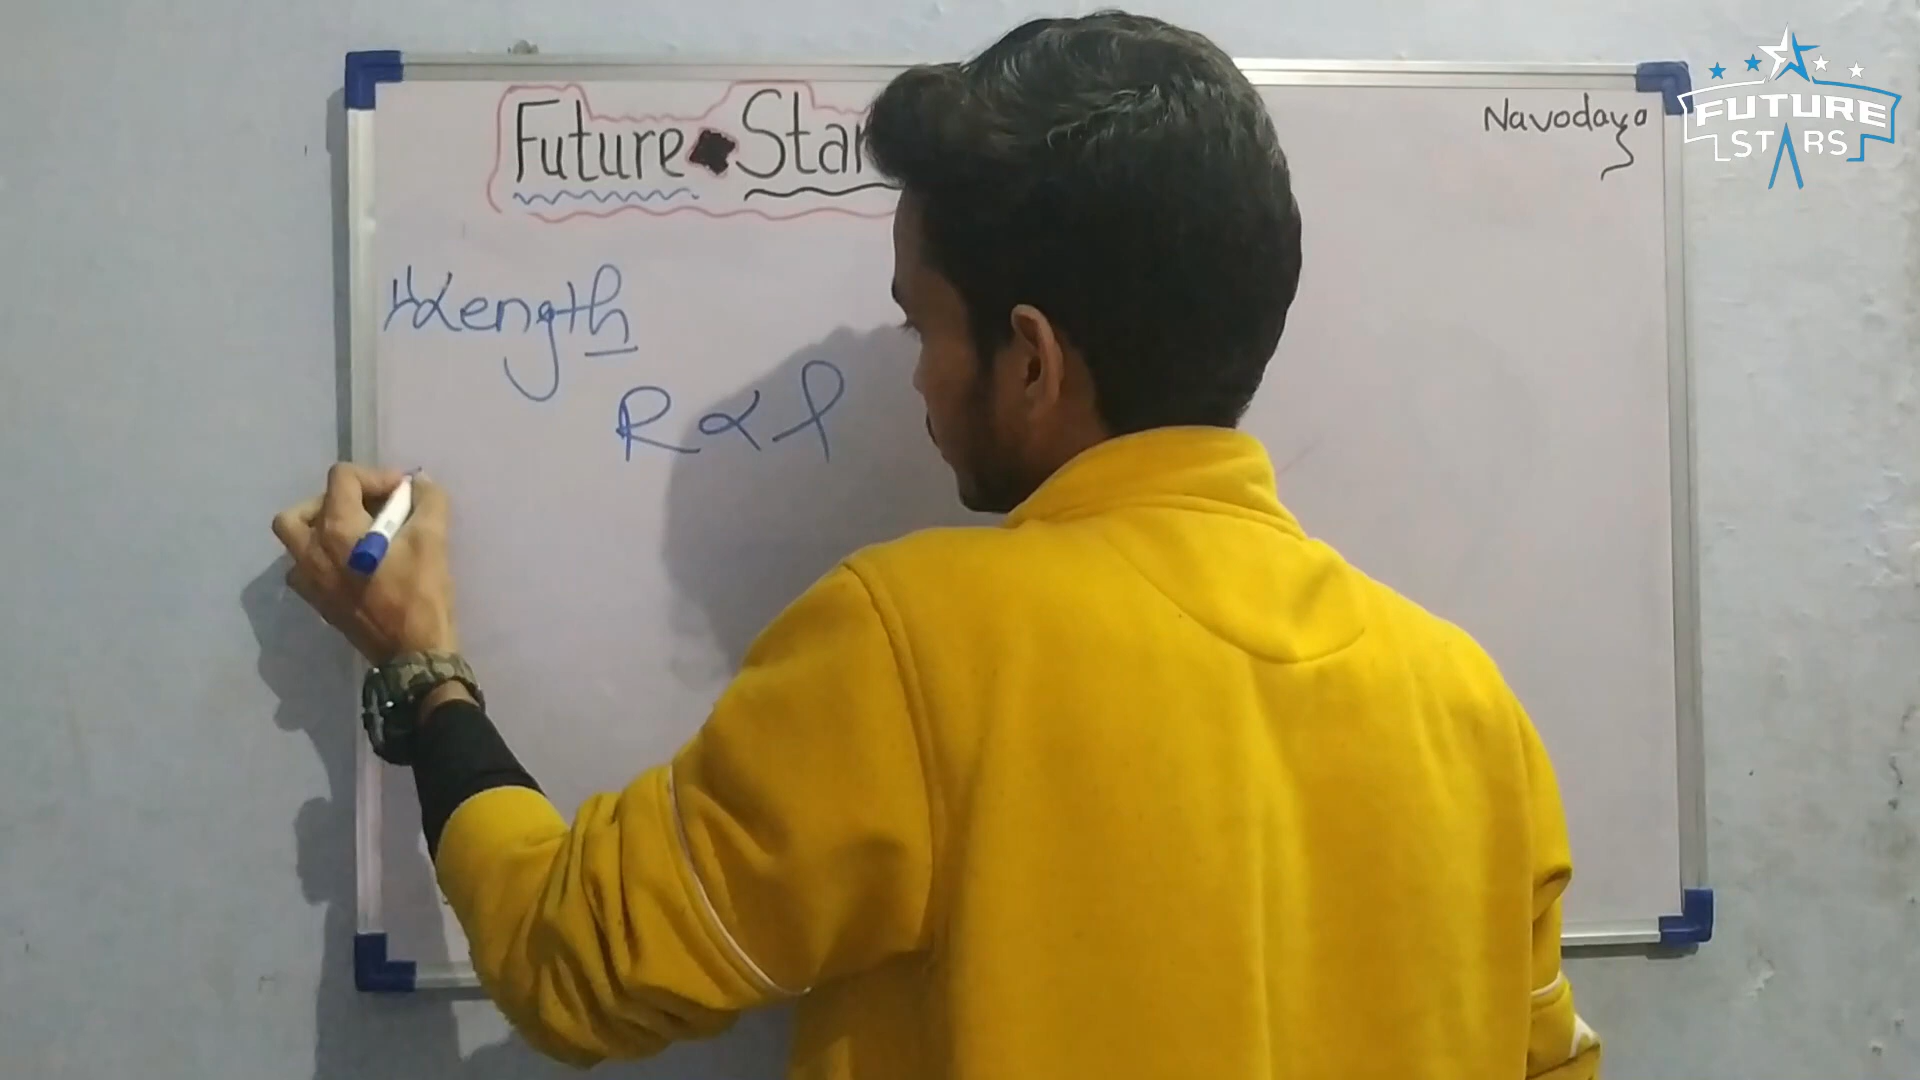 Future Star
Navodaya
FUTURE
STARS
Length
R ∝ l